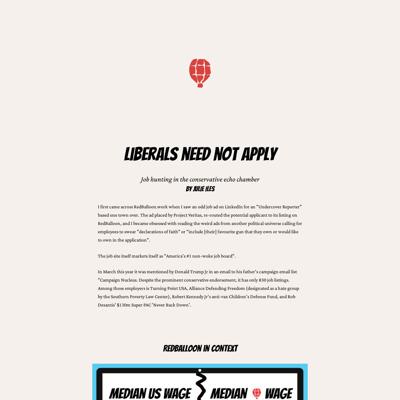 LIBERALS NEED NOT APPLY
Job hunting in the conservative echo chamber
BY JULIE ILES
I first came across RedBalloon.work when I saw an odd job ad on LinkedIn for an "Undercover Reporter"
based one town over. The ad placed by Project Veritas, re-routed the potential applicant to its listing on
RedBalloon, and I became obsessed with reading the weird ads from another political universe calling for
employees to swear "declarations of faith" or "include [their] favourite gun that they own or would like
to own in the application".
The job site itself markets itself as "America's #1 non-woke job board".
In March this year it was mentioned by Donald Trump Jr in an email to his father's campaign email list
"Campaign Nucleus. Despite the prominent conservative endorsement, it has only 830 job listings.
Among those employers is Turning Point USA, Alliance Defending Freedom (designated as a hate group
by the Southern Poverty Law Center), Robert Kennedy Jr's anti-vax Children's Defense Fund, and Ron
Desantis' $130m Super PAC 'Never Back Down'.
REDBALLOON IN CONTEXT
MEDIAN US WAGE
MEDIAN WAGE